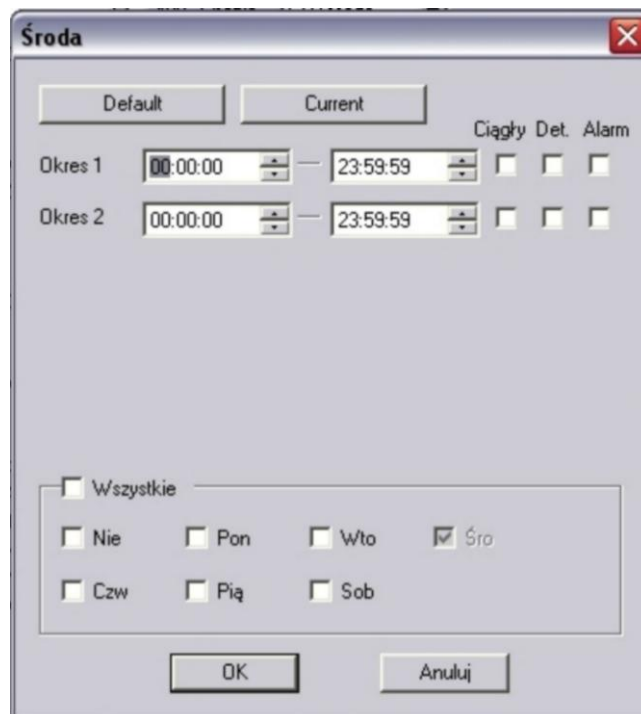 Środa
Default Current
Ciągły Det. Alarm
Okres 1 00:00:00 — 23:59:59
Okres 2 00:00:00 — 23:59:59
Wszystkie
Nie Pon Wto Śro
Czw Pią Sob
OK Anuluj